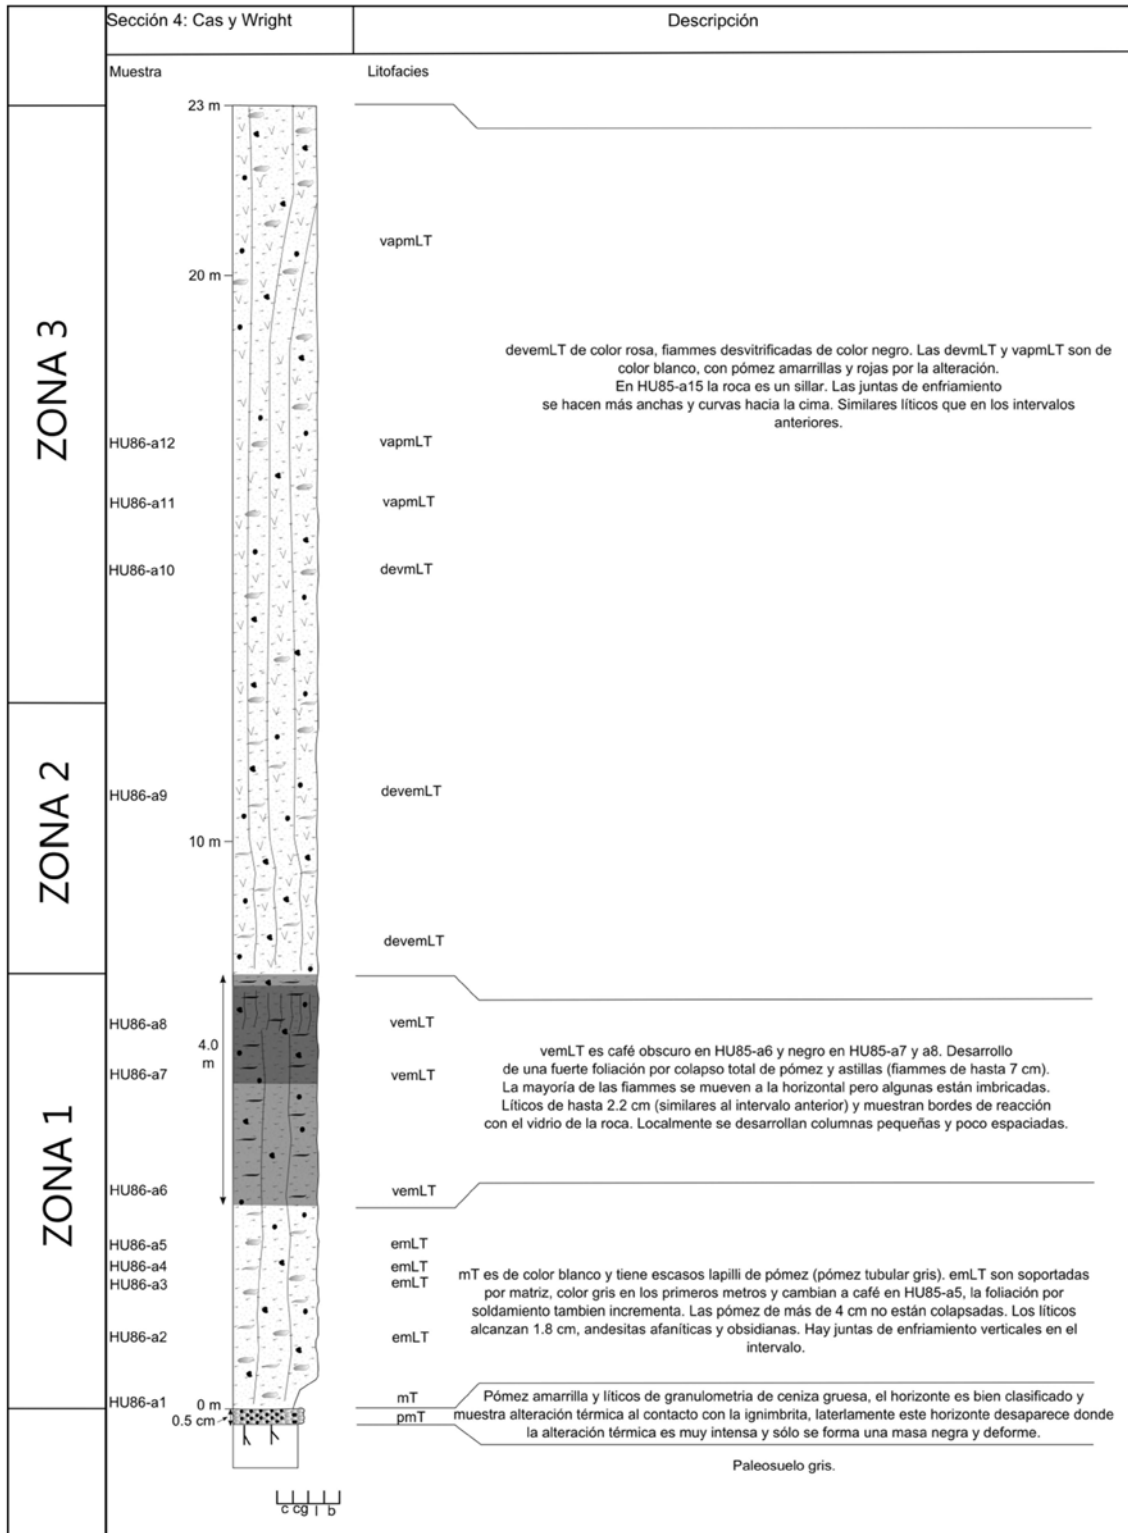 Sección 4: Cas y Wright
Descripción
Muestra
Litofacies
23 m
vapmLT
20 m
ZONA 3
devemLT de color rosa, fiammes desvitrificadas de color negro. Las devmLT y vapmLT son de
color blanco, con pómez amarrillas y rojas por la alteración.
En HU85-a15 la roca es un sillar. Las juntas de enfriamiento
se hacen más anchas y curvas hacia la cima. Similares líticos que en los intervalos
anteriores.
HU86-a12
vapmLT
HU86-a11
vapmLT
HU86-a10
devmLT
ZONA 2
HU86-a9
devemLT
10 m
devemLT
ZONA 1
HU86-a8
vemLT
4.0
m
HU86-a7
vemLT
vemLT es café obscuro en HU85-a6 y negro en HU85-a7 y a8. Desarrollo
de una fuerte foliación por colapso total de pómez y astillas (fiammes de hasta 7 cm).
La mayoría de las fiammes se mueven a la horizontal pero algunas están imbricadas.
Líticos de hasta 2.2 cm (similares al intervalo anterior) y muestran bordes de reacción
con el vidrio de la roca. Localmente se desarrollan columnas pequeñas y poco espaciadas.
HU86-a6
vemLT
HU86-a5
emLT
HU86-a4
emLT
HU86-a3
emLT
HU86-a2
emLT
mT es de color blanco y tiene escasos lapilli de pómez (pómez tubular gris). emLT son soportadas
por matriz, color gris en los primeros metros y cambian a café en HU85-a5, la foliación por
soldamiento tambien incrementa. Las pómez de más de 4 cm no están colapsadas. Los líticos
alcanzan 1.8 cm, andesitas afaníticas y obsidianas. Hay juntas de enfriamiento verticales en el
intervalo.
HU86-a1
0 m
mT
0.5 cm
pmT
Pómez amarrilla y líticos de granulometria de ceniza gruesa, el horizonte es bien clasificado y
muestra alteración térmica al contacto con la ignimbrita, laterlamente este horizonte desaparece donde
la alteración térmica es muy intensa y sólo se forma una masa negra y deforme.
Paleosuelo gris.
c cg l b